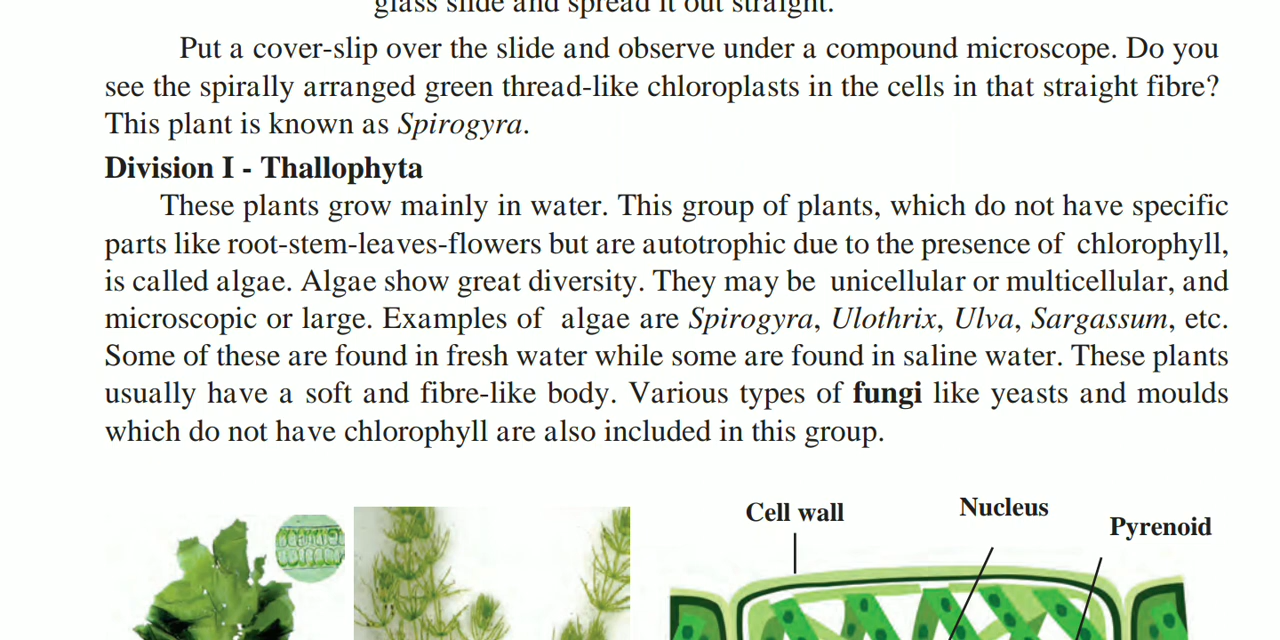 glass slide and spread it out straight.
Put a cover-slip over the slide and observe under a compound microscope. Do you
see the spirally arranged green thread-like chloroplasts in the cells in that straight fibre?
This plant is known as Spirogyra.
Division I - Thallophyta
These plants grow mainly in water. This group of plants, which do not have specific
parts like root-stem-leaves-flowers but are autotrophic due to the presence of chlorophyll,
is called algae. Algae show great diversity. They may be unicellular or multicellular, and
microscopic or large. Examples of algae are Spirogyra, Ulothrix, Ulva, Sargassum, etc.
Some of these are found in fresh water while some are found in saline water. These plants
usually have a soft and fibre-like body. Various types of fungi like yeasts and moulds
which do not have chlorophyll are also included in this group.
Cell wall
Nucleus
Pyrenoid